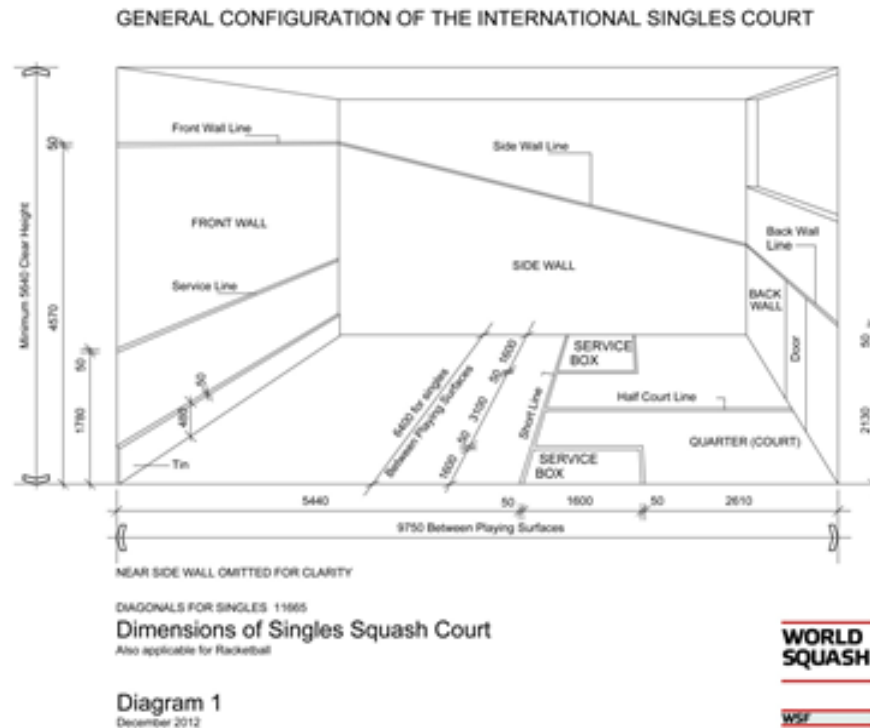 GENERAL CONFIGURATION OF THE INTERNATIONAL SINGLES COURT
Front Wall Line
Side Wall Line
50
Minimum 5640 Clear Height
4570
FRONT WALL
Back Wall
Line
SIDE WALL
Service Line
BACK
WALL
Door
50
1780
50
480
6400 for singles
Between Playing Surfaces
1600
50
3100
50
1600
SERVICE
BOX
Short Line
Half Court Line
QUARTER (COURT)
SERVICE
BOX
50
2130
Tin
5440
50
1600
50
2610
9750 Between Playing Surfaces
NEAR SIDE WALL OMITTED FOR CLARITY
DIAGONALS FOR SINGLES 11665
Dimensions of Singles Squash Court
Also applicable for Racketball
Diagram 1
December 2012
WORLD
SQUASH
WSF